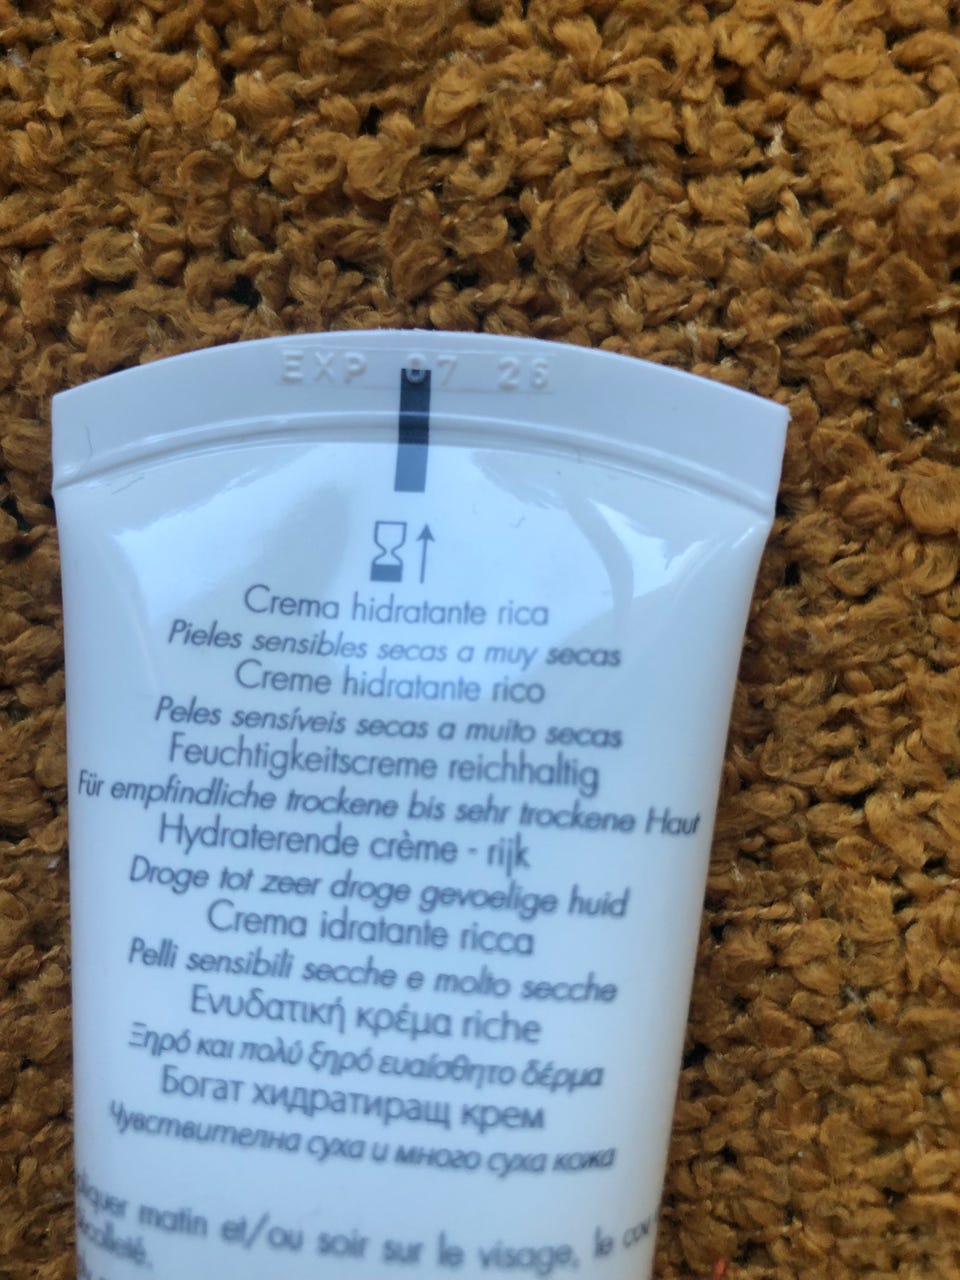 EXP 07 26
Crema hidratante rica
Pieles sensibles secas a muy secas
Creme hidratante rico
Peles sensíveis secas a muito secas
Feuchtigkeitscreme reichhaltig
Für empfindliche trockene bis sehr trockene Haut
Hydraterende crème - rijk
Droge tot zeer droge gevoelige huid
Crema idratante ricca
Pelli sensibili secche e molto secche
Ενυδατική κρέμα riche
Ξηρό και πολύ ξηρό ευαίσθητο δέρμα
Богат хидратиращ крем
Чувствителна суха и много суха кожа
matin et/ou soir sur le visage, le